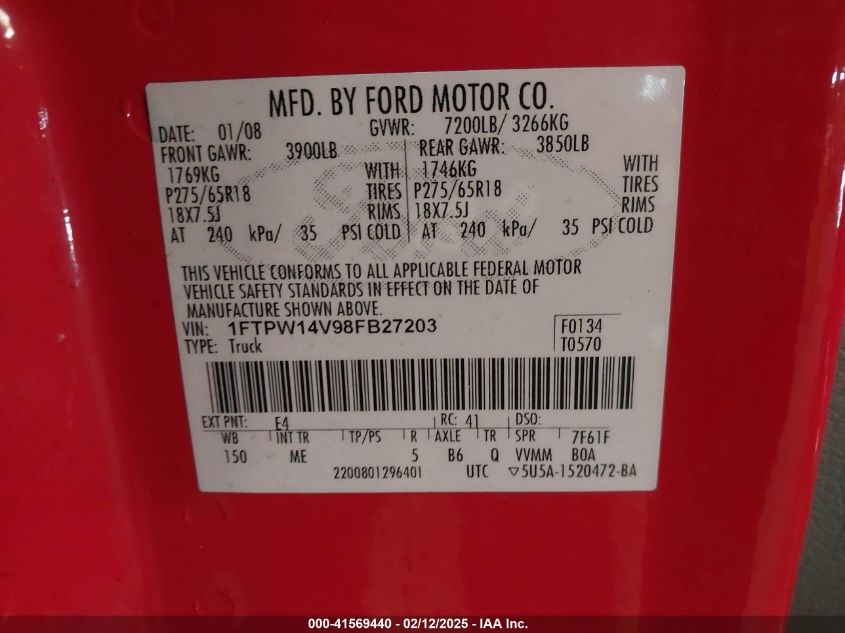 MFD. BY FORD MOTOR CO.
DATE: 01/08 GVWR: 7200LB/ 3266KG
FRONT GAWR: 3900LB REAR GAWR: 3850LB
1769KG WITH 1746KG WITH
P275/65R18 TIRES P275/65R18 TIRES
18X7.5J RIMS 18X7.5J RIMS
AT 240 kPa/ 35 PSI COLD AT 240 kPa/ 35 PSI COLD
THIS VEHICLE CONFORMS TO ALL APPLICABLE FEDERAL MOTOR
VEHICLE SAFETY STANDARDS IN EFFECT ON THE DATE OF
MANUFACTURE SHOWN ABOVE.
VIN: 1FTPW14V98FB27203 F0134
TYPE: Truck T0570
EXT PNT: E4 RC: 41 DSO:
WB INT TR TP/PS R AXLE TR SPR 7F61F
150 ME 5 B6 Q VVMM B0A
2200801296401 UTC ▽5U5A-1520472-BA
000-41569440 - 02/12/2025 - IAA Inc.